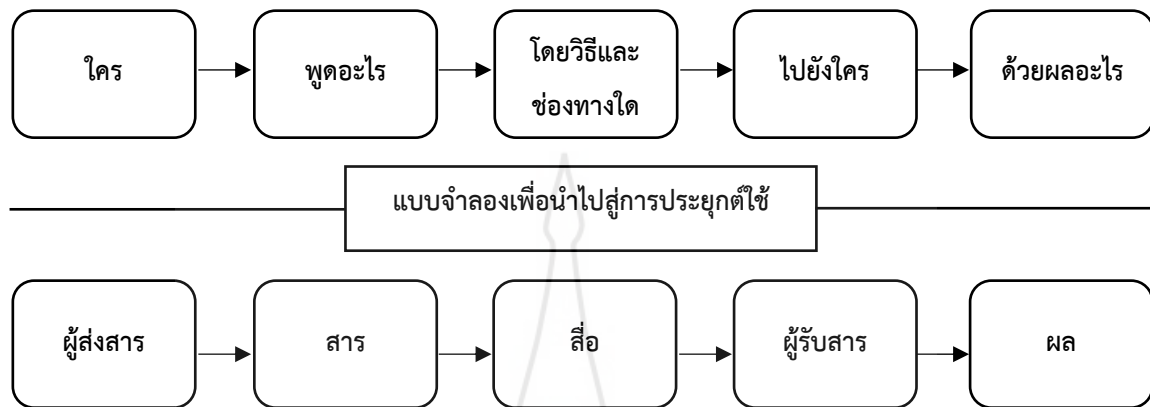 ใคร
พูดอะไร
โดยวิธีและ
ช่องทางใด
ไปยังใคร
ด้วยผลอะไร
แบบจำลองเพื่อนำไปสู่การประยุกต์ใช้
ผู้ส่งสาร
สาร
สื่อ
ผู้รับสาร
ผล